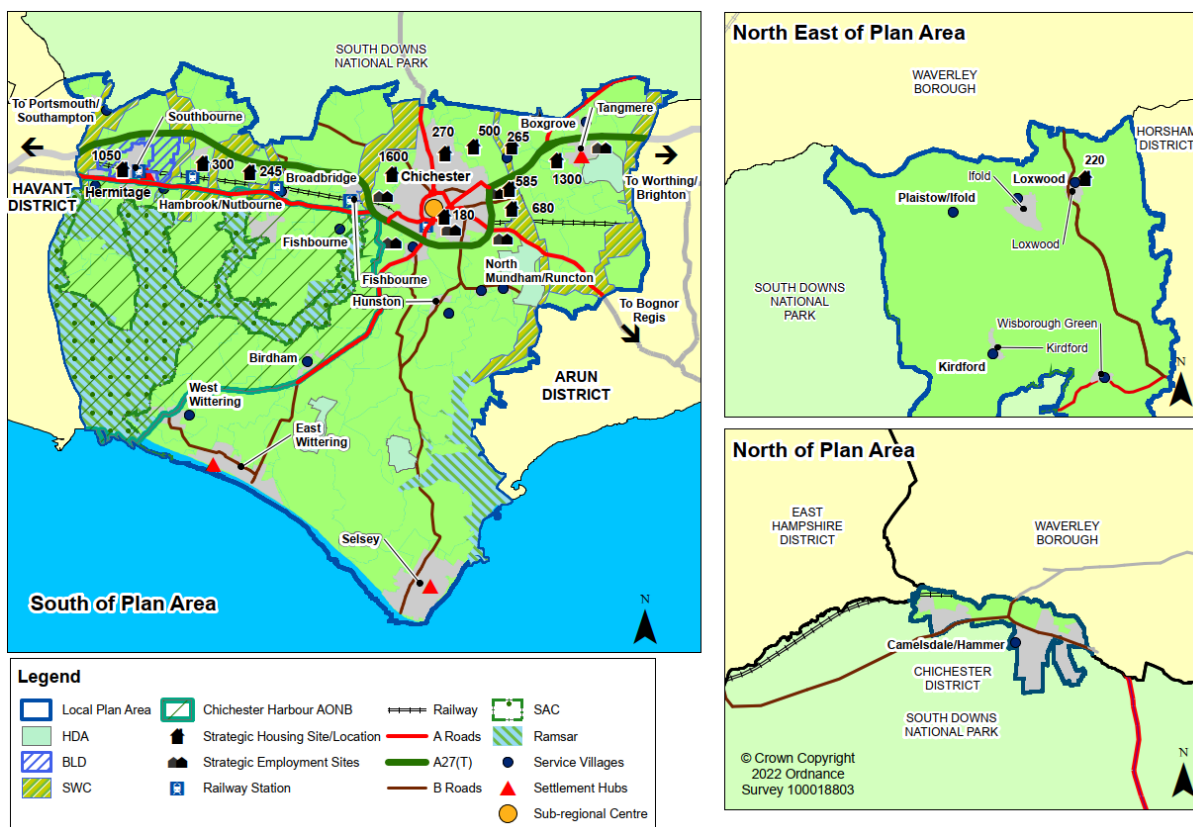 SOUTH DOWNS
NATIONAL PARK
To Portsmouth/
Southampton
Southbourne
Boxgrove
Tangmere
270
500
265
1050
300
1600
245
Broadbridge
Chichester
585
1300
To Worthing/
Brighton
HAVANT
DISTRICT
Hermitage
Hambrook/Nutbourne
180
680
Fishbourne
Fishbourne
Hunston
North
Mundham/Runcton
To Bognor
Regis
Birdham
ARUN
DISTRICT
West
Wittering
East
Wittering
Selsey
South of Plan Area
N
North East of Plan Area
WAVERLEY
BOROUGH
HORSHAM
DISTRICT
220
Ifold
Loxwood
Plaistow/Ifold
Loxwood
SOUTH DOWNS
NATIONAL
PARK
Wisborough Green
Kirdford
Kirdford
N
North of Plan Area
EAST
HAMPSHIRE
DISTRICT
WAVERLEY
BOROUGH
Camelsdale/Hammer
CHICHESTER
DISTRICT
SOUTH DOWNS
NATIONAL PARK
© Crown Copyright
2022 Ordnance
Survey 100018803
N
Legend
Local Plan Area
Chichester Harbour AONB
Railway
SAC
HDA
Strategic Housing Site/Location
A Roads
Ramsar
BLD
Strategic Employment Sites
A27(T)
Service Villages
SWC
Railway Station
B Roads
Settlement Hubs
Sub-regional Centre